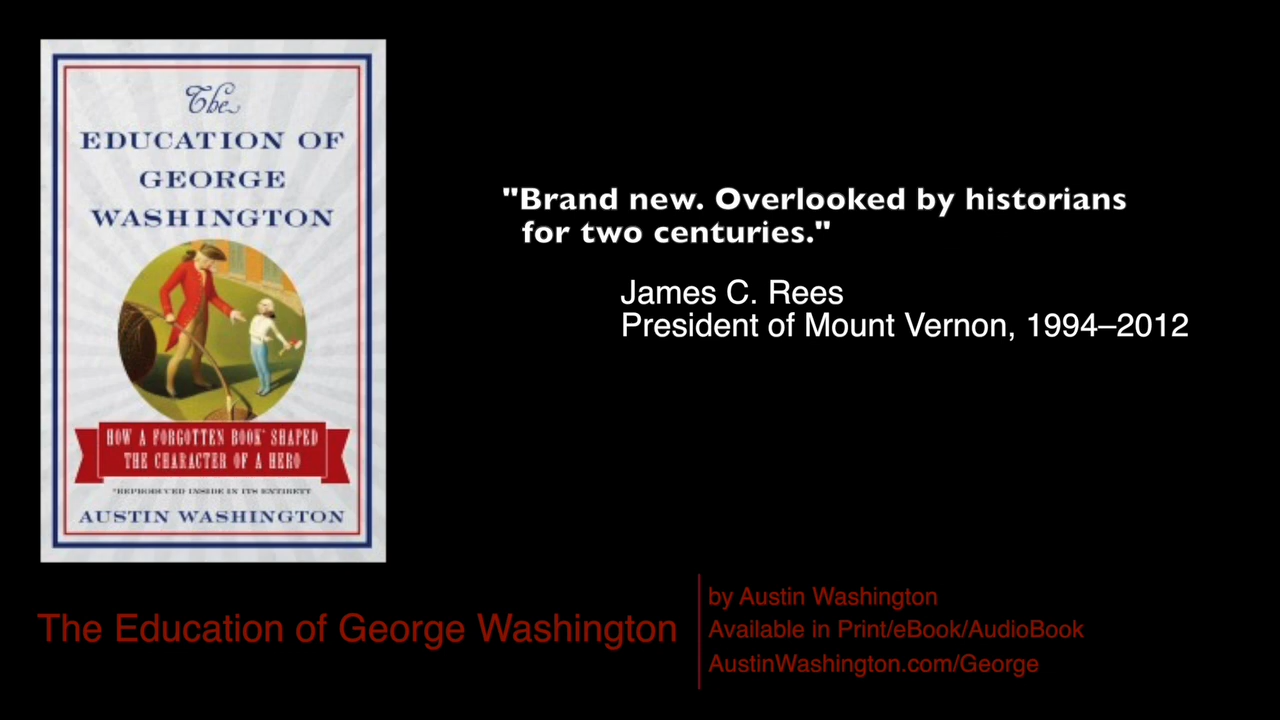 The
EDUCATION OF
GEORGE
WASHINGTON
HOW A FORGOTTEN BOOK* SHAPED
THE CHARACTER OF A HERO
*REPRODUCED INSIDE IN ITS ENTIRETY
AUSTIN WASHINGTON
"Brand new. Overlooked by historians
for two centuries."
James C. Rees
President of Mount Vernon, 1994–2012
The Education of George Washington
by Austin Washington
Available in Print/eBook/AudioBook
AustinWashington.com/George